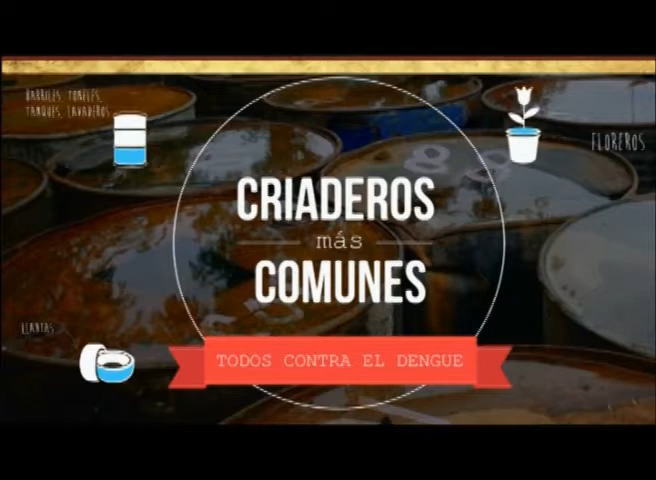 BARRILES, TONELES,
TANQUES, LAVADEROS
FLOREROS
CRIADEROS
más
COMUNES
LLANTAS
TODOS CONTRA EL DENGUE